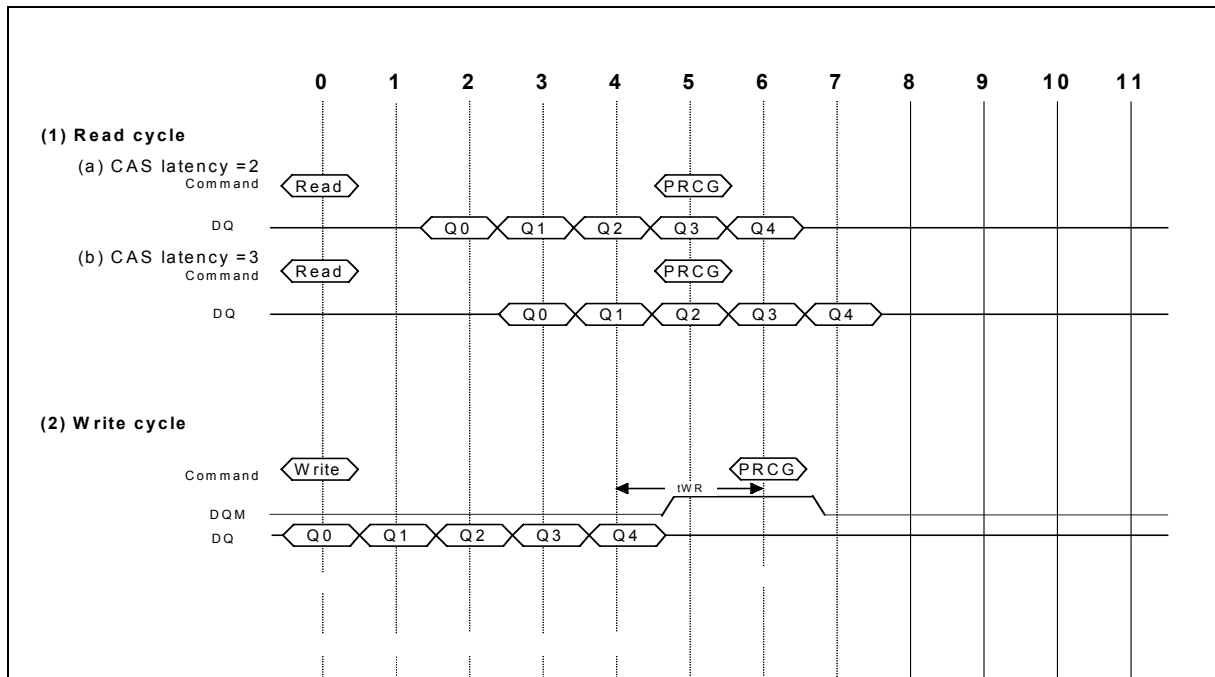 0 1 2 3 4 5 6 7 8 9 10 11
(1) Read cycle
(a) CAS latency =2
Command Read PRCG
DQ Q0 Q1 Q2 Q3 Q4
(b) CAS latency =3
Command Read PRCG
DQ Q0 Q1 Q2 Q3 Q4
(2) Write cycle
Command Write PRCG
tWR
DQM
DQ Q0 Q1 Q2 Q3 Q4